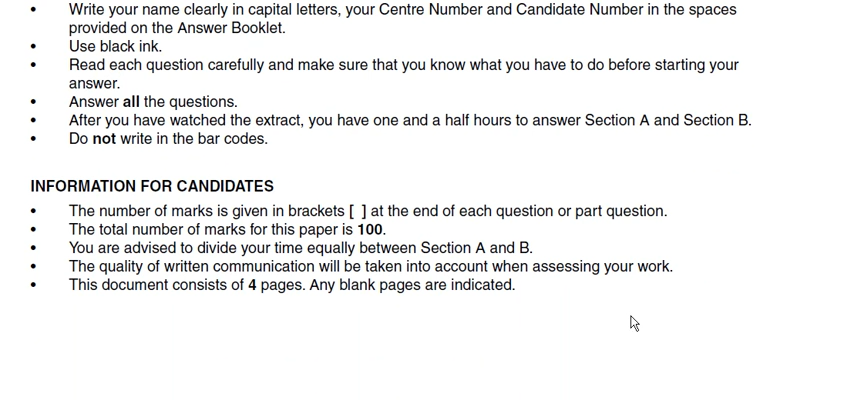 • Write your name clearly in capital letters, your Centre Number and Candidate Number in the spaces
provided on the Answer Booklet.
• Use black ink.
• Read each question carefully and make sure that you know what you have to do before starting your
answer.
• Answer all the questions.
• After you have watched the extract, you have one and a half hours to answer Section A and Section B.
• Do not write in the bar codes.
INFORMATION FOR CANDIDATES
• The number of marks is given in brackets [ ] at the end of each question or part question.
• The total number of marks for this paper is 100.
• You are advised to divide your time equally between Section A and B.
• The quality of written communication will be taken into account when assessing your work.
• This document consists of 4 pages. Any blank pages are indicated.